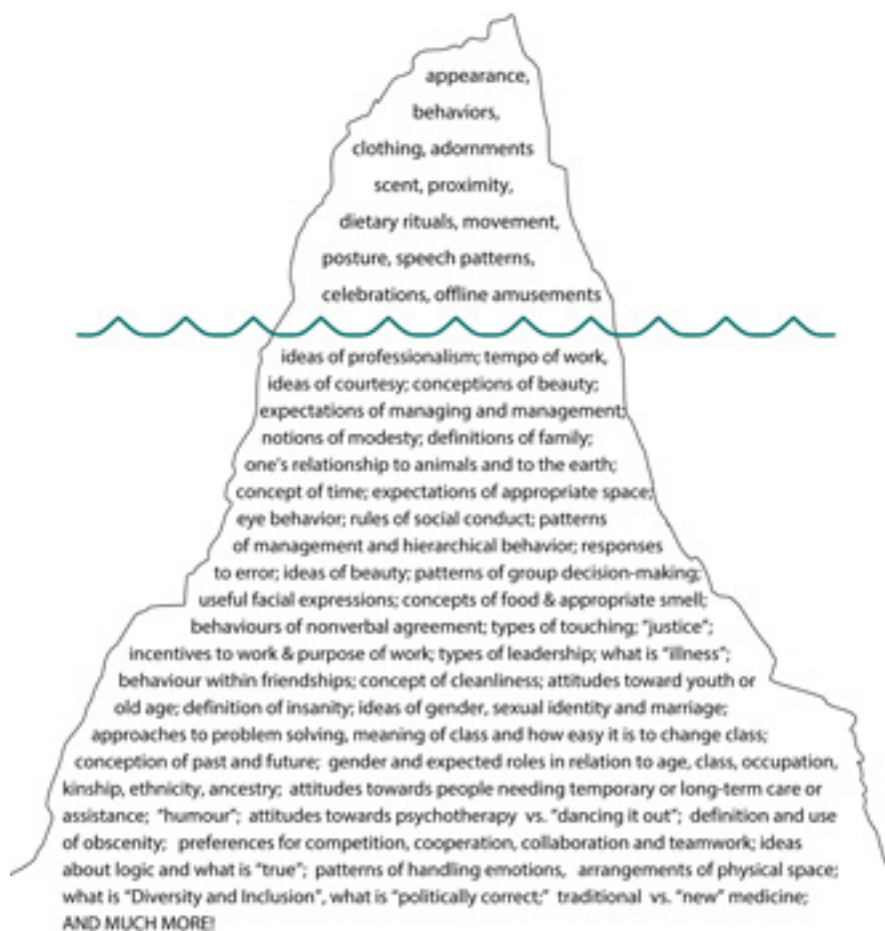 appearance,
behaviors,
clothing, adornments
scent, proximity,
dietary rituals, movement,
posture, speech patterns,
celebrations, offline amusements
ideas of professionalism; tempo of work,
ideas of courtesy; conceptions of beauty;
expectations of managing and management;
notions of modesty; definitions of family;
one's relationship to animals and to the earth;
concept of time; expectations of appropriate space;
eye behavior; rules of social conduct; patterns
of management and hierarchical behavior; responses
to error; ideas of beauty; patterns of group decision-making;
useful facial expressions; concepts of food & appropriate smell;
behaviours of nonverbal agreement; types of touching; "justice";
incentives to work & purpose of work; types of leadership; what is "illness";
behaviour within friendships; concept of cleanliness; attitudes toward youth or
old age; definition of insanity; ideas of gender, sexual identity and marriage;
approaches to problem solving, meaning of class and how easy it is to change class;
conception of past and future; gender and expected roles in relation to age, class, occupation,
kinship, ethnicity, ancestry; attitudes towards people needing temporary or long-term care or
assistance; "humour"; attitudes towards psychotherapy vs. "dancing it out"; definition and use
of obscenity; preferences for competition, cooperation, collaboration and teamwork; ideas
about logic and what is "true"; patterns of handling emotions, arrangements of physical space;
what is "Diversity and Inclusion", what is "politically correct;" traditional vs. "new" medicine;
AND MUCH MORE!